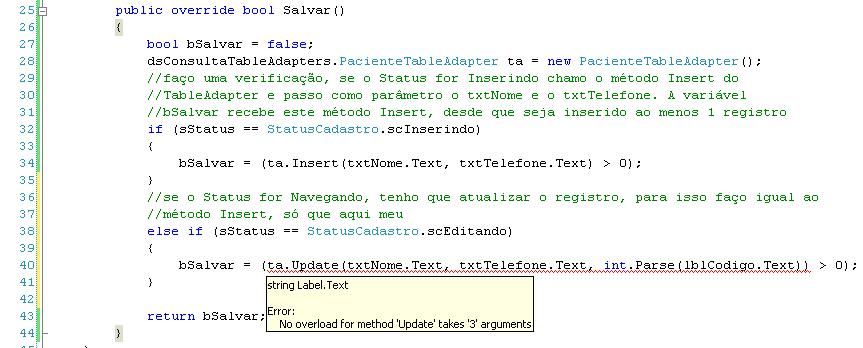 25 public override bool Salvar()
26 {
27 bool bSalvar = false;
28 dsConsultaTableAdapters.PacienteTableAdapter ta = new PacienteTableAdapter();
29 //faço uma verificação, se o Status for Inserindo chamo o método Insert do
30 //TableAdapter e passo como parâmetro o txtNome e o txtTelefone. A variável
31 //bSalvar recebe este método Insert, desde que seja inserido ao menos 1 registro
32 if (sStatus == StatusCadastro.scInserindo)
33 {
34 bSalvar = (ta.Insert(txtNome.Text, txtTelefone.Text) > 0);
35 }
36 //se o Status for Navegando, tenho que atualizar o registro, para isso faço igual ao
37 //método Insert, só que aqui meu
38 else if (sStatus == StatusCadastro.scEditando)
39 {
40 bSalvar = (ta.Update(txtNome.Text, txtTelefone.Text, int.Parse(lblCodigo.Text)) > 0);
41 }
string Label.Text
42
Error:
43 return bSalvar;
No overload for method 'Update' takes '3' arguments
44 }